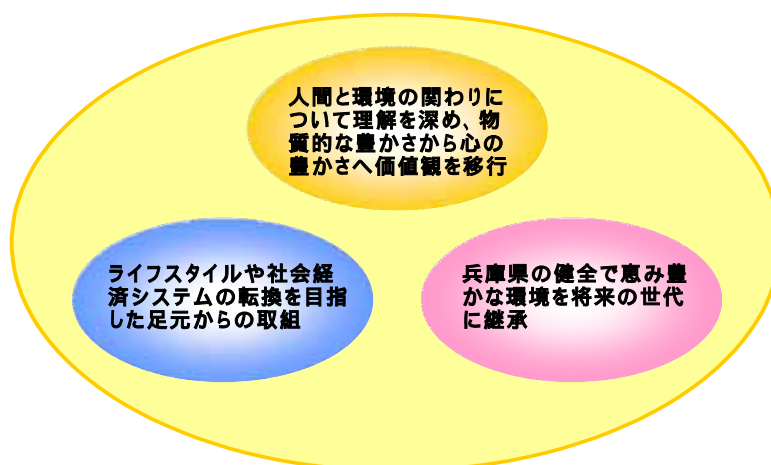 人間と環境の関わりに
ついて理解を深め、物
質的な豊かさから心の
豊かさへ価値観を移行
ライフスタイルや社会経
済システムの転換を目指
した足元からの取組
兵庫県の健全で恵み豊
かな環境を将来の世代
に継承